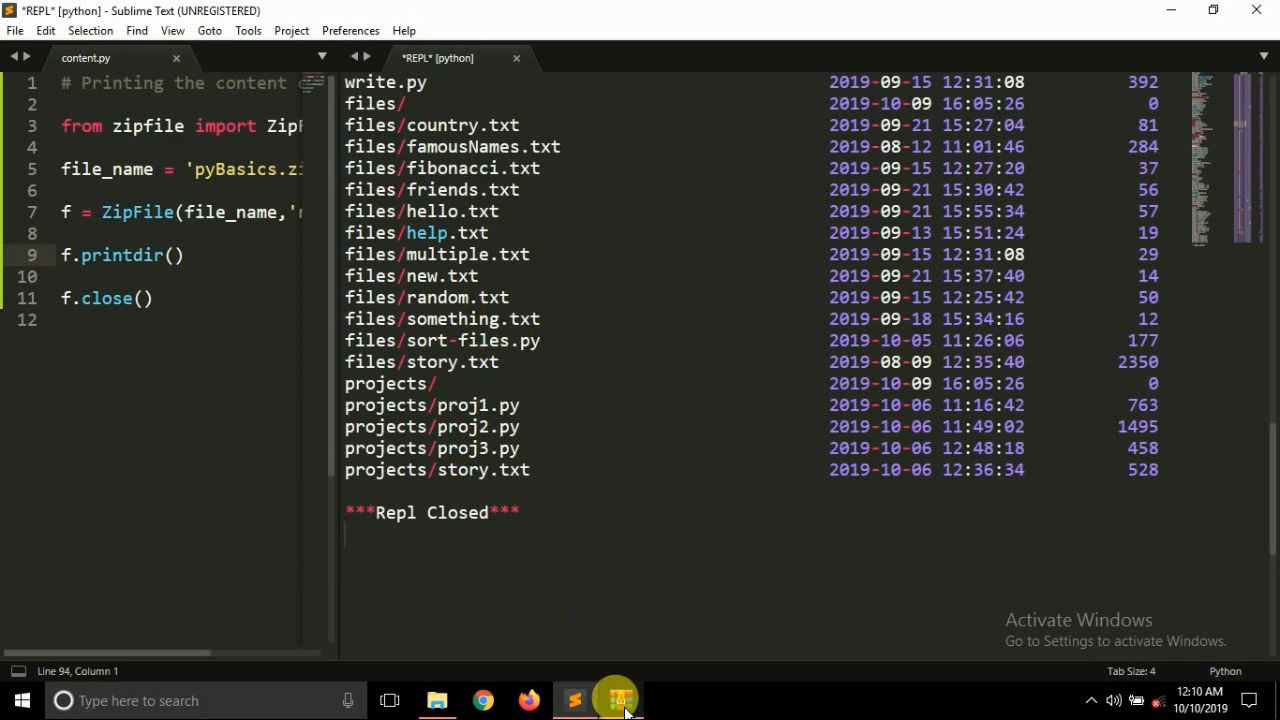 *REPL* [python] - Sublime Text (UNREGISTERED)
File Edit Selection Find View Goto Tools Project Preferences Help
content.py
*REPL* [python]
1 # Printing the content
2
3 from zipfile import ZipF
4
5 file_name = 'pyBasics.zi
6
7 f = ZipFile(file_name,'r
8
9 f.printdir()
10
11 f.close()
12
write.py 2019-09-15 12:31:08 392
files/ 2019-10-09 16:05:26 0
files/country.txt 2019-09-21 15:27:04 81
files/famousNames.txt 2019-08-12 11:01:46 284
files/fibonacci.txt 2019-09-15 12:27:20 37
files/friends.txt 2019-09-21 15:30:42 56
files/hello.txt 2019-09-21 15:55:34 57
files/help.txt 2019-09-13 15:51:24 19
files/multiple.txt 2019-09-15 12:31:08 29
files/new.txt 2019-09-21 15:37:40 14
files/random.txt 2019-09-15 12:25:42 50
files/something.txt 2019-09-18 15:34:16 12
files/sort-files.py 2019-10-05 11:26:06 177
files/story.txt 2019-08-09 12:35:40 2350
projects/ 2019-10-09 16:05:26 0
projects/proj1.py 2019-10-06 11:16:42 763
projects/proj2.py 2019-10-06 11:49:02 1495
projects/proj3.py 2019-10-06 12:48:18 458
projects/story.txt 2019-10-06 12:36:34 528
***Repl Closed***
Activate Windows
Go to Settings to activate Windows.
Line 94, Column 1
Tab Size: 4
Python
Type here to search
12:10 AM
10/10/2019